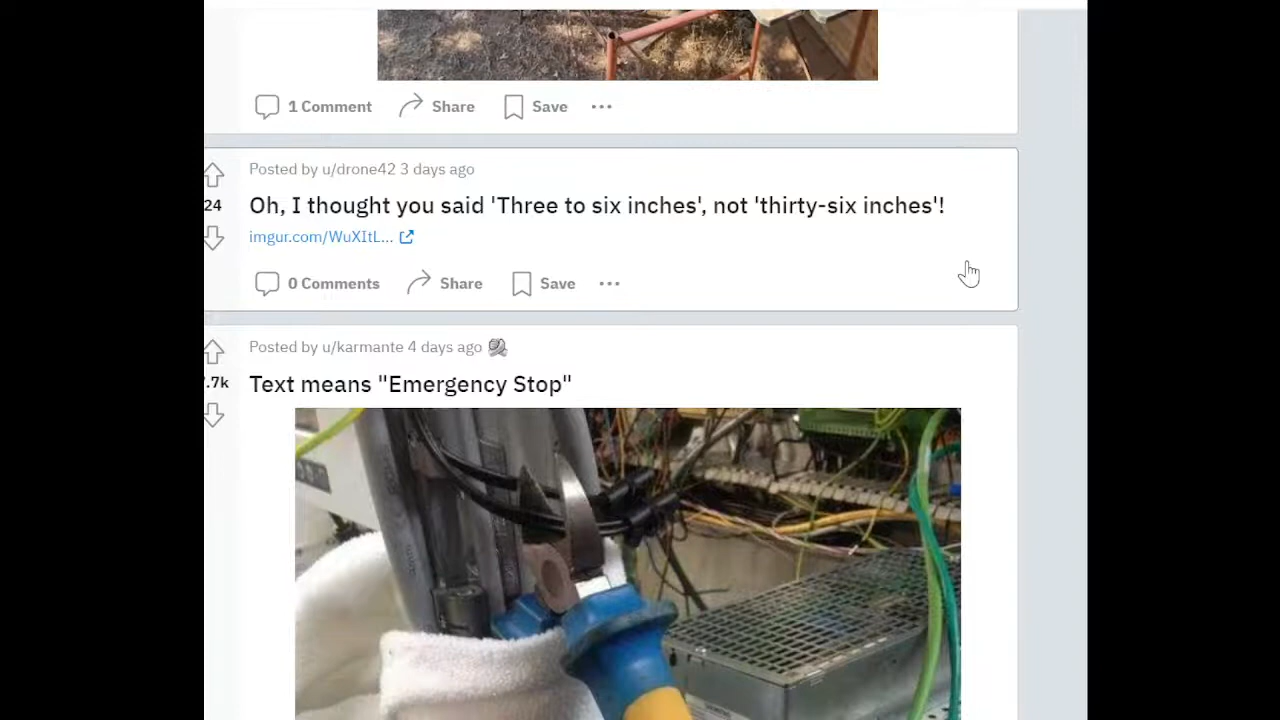 1 Comment Share Save
Posted by u/drone42 3 days ago
24
Oh, I thought you said 'Three to six inches', not 'thirty-six inches'!
imgur.com/WuXItL...
0 Comments Share Save
Posted by u/karmante 4 days ago
.7k
Text means "Emergency Stop"